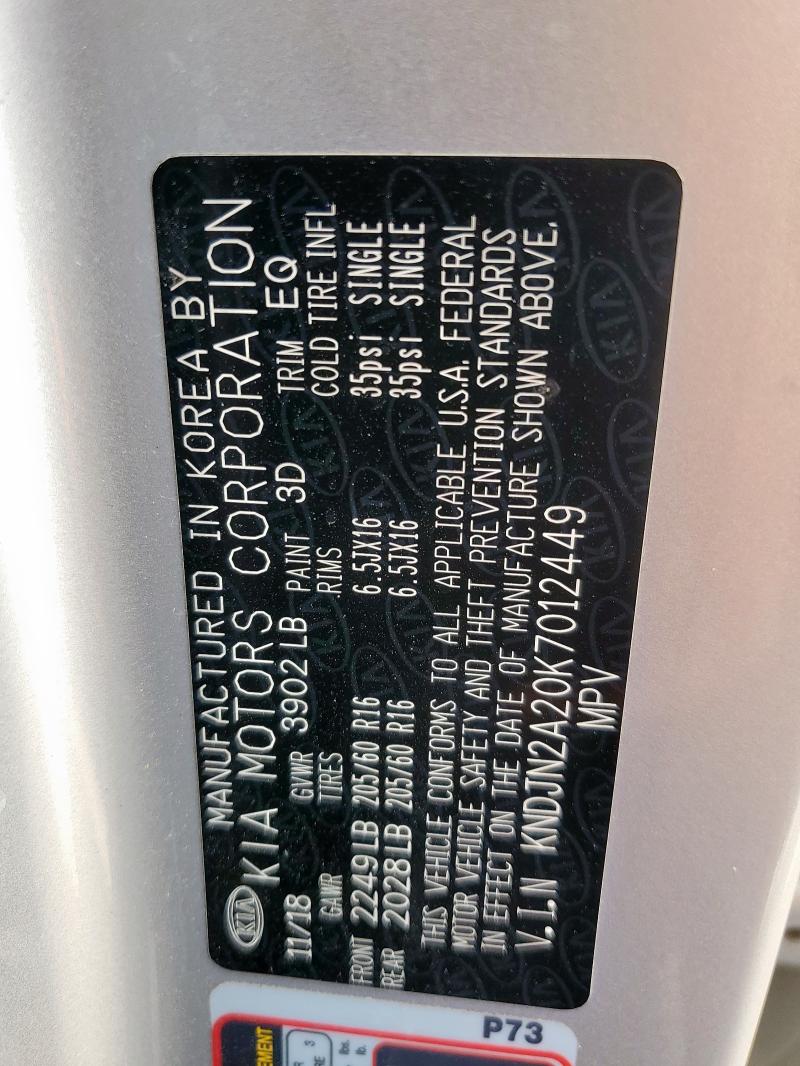 MANUFACTURED IN KOREA BY
KIA KIA MOTORS CORPORATION
11/18 GVWR 3902LB PAINT 3D TRIM EQ
GAWR TIRES RIMS COLD TIRE INFL
FRONT 2249LB 205/60 R16 6.5JX16 35psi SINGLE
REAR 2028LB 205/60 R16 6.5JX16 35psi SINGLE
THIS VEHICLE CONFORMS TO ALL APPLICABLE U.S.A. FEDERAL
MOTOR VEHICLE SAFETY AND THEFT PREVENTION STANDARDS
IN EFFECT ON THE DATE OF MANUFACTURE SHOWN ABOVE.
V.I.N KNDJN2A20K7012449
MPV
P73